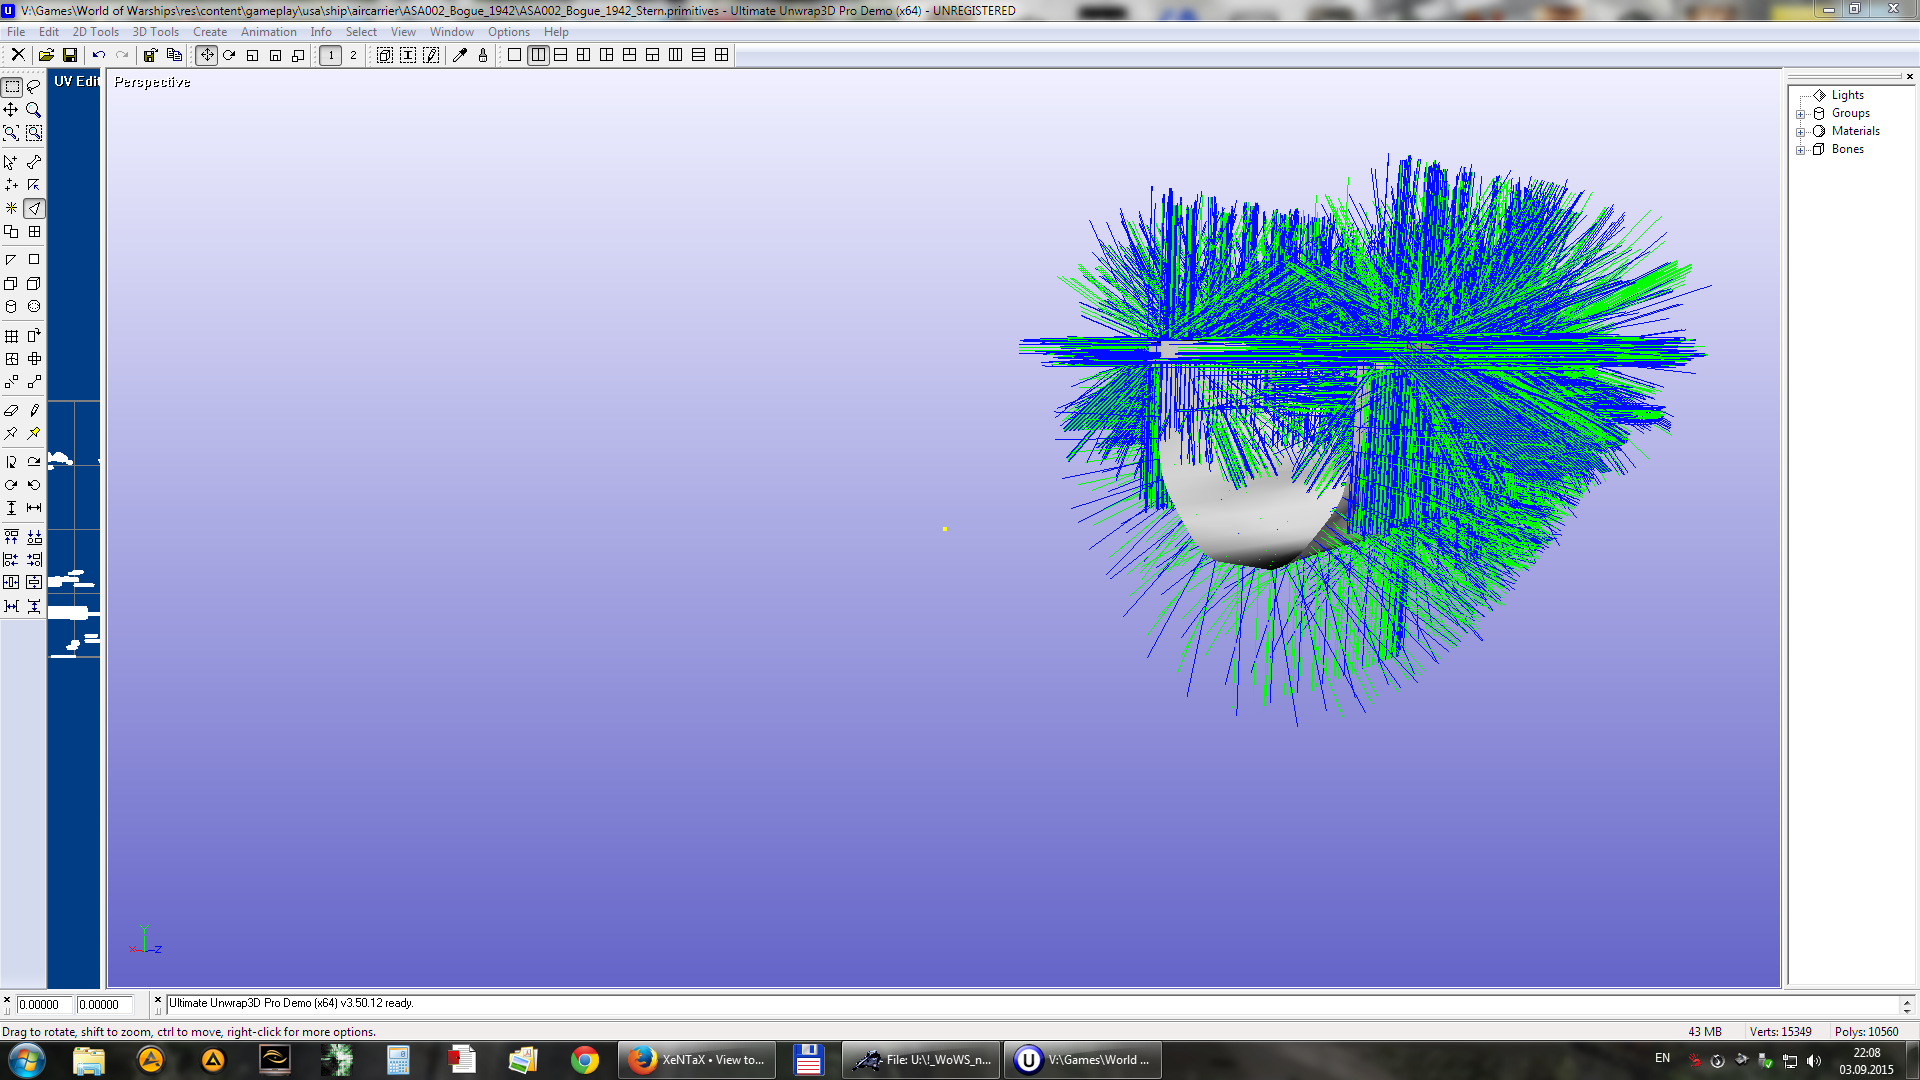 V:\Games\World of Warships\res\content\gameplay\usa\ship\aircarrier\ASA002_Bogue_1942\ASA002_Bogue_1942_Stern.primitives - Ultimate Unwrap3D Pro Demo (x64) - UNREGISTERED
File Edit 2D Tools 3D Tools Create Animation Info Select View Window Options Help
1 2
UV Edit
Perspective
Lights
Groups
Materials
Bones
Y
X Z
0.00000 0.00000 Ultimate Unwrap3D Pro Demo (x64) v3.50.12 ready.
Drag to rotate, shift to zoom, ctrl to move, right-click for more options. 43 MB Verts: 15349 Polys: 10560
XeNTaX • View to... File: U:\!_WoWS_n... V:\Games\World ... EN 22:08
03.09.2015